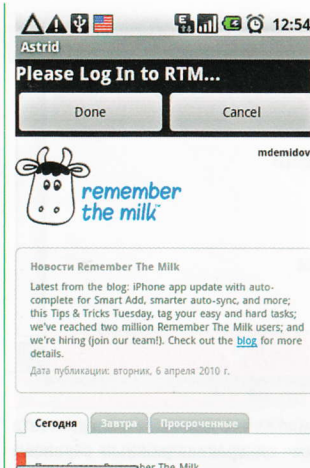 12:54
Astrid
Please Log In to RTM...
Done Cancel
mdemidov
remember
the milk™
Новости Remember The Milk
Latest from the blog: iPhone app update with auto-
complete for Smart Add, smarter auto-sync, and more;
this Tips & Tricks Tuesday, tag your easy and hard tasks;
we've reached two million Remember The Milk users; and
we're hiring (join our team!). Check out the blog for more
details.
Дата публикации: вторник, 6 апреля 2010 г.
Сегодня Завтра Просроченные
ber The Milk